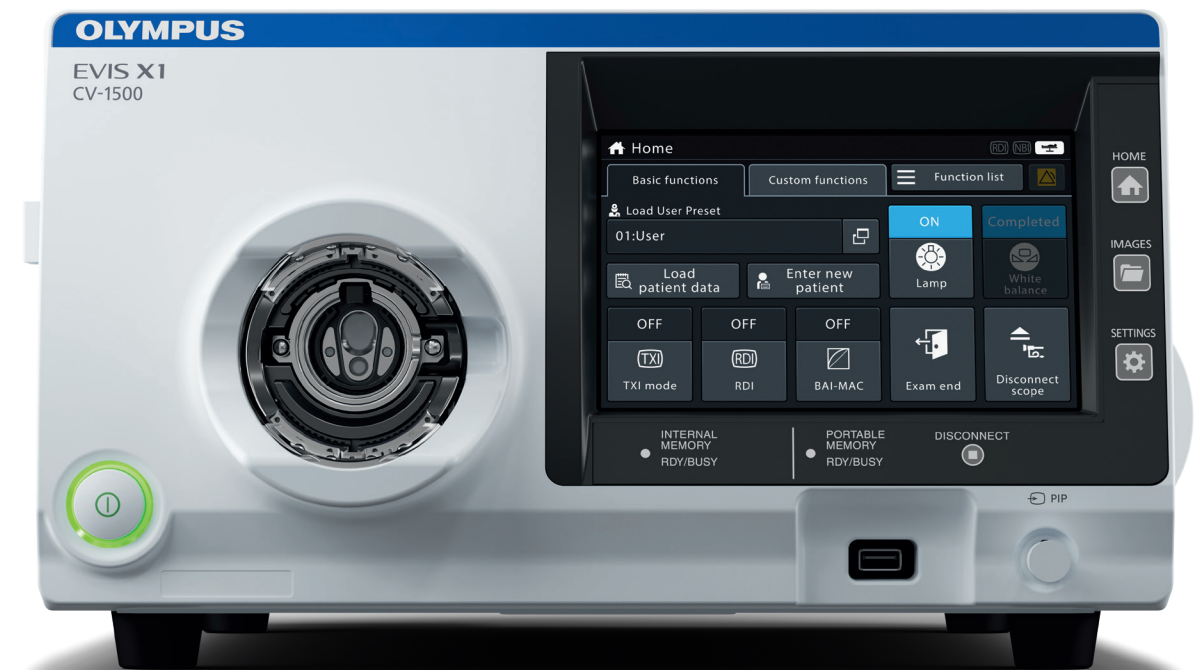 OLYMPUS
EVIS X1
CV-1500
Home
RDI NBI
Basic functions
Custom functions
Function list
Load User Preset
01:User
ON
Lamp
Completed
White
balance
Load
patient data
Enter new
patient
OFF
TXI
TXI mode
OFF
RDI
RDI
OFF
BAI-MAC
Exam end
Disconnect
scope
HOME
IMAGES
SETTINGS
INTERNAL
MEMORY
RDY/BUSY
PORTABLE
MEMORY
RDY/BUSY
DISCONNECT
PIP